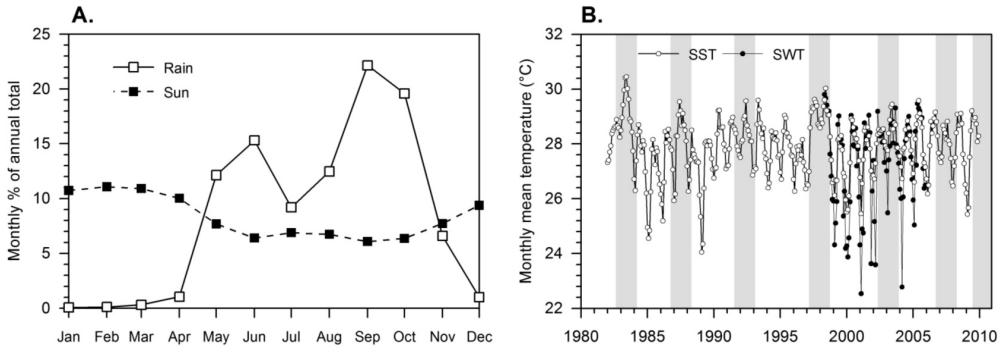 A.
Monthly % of annual total
25
20
15
10
5
0
Rain
Sun
Jan Feb Mar Apr May Jun Jul Aug Sep Oct Nov Dec
B.
Monthly mean temperature (°C)
32
30
28
26
24
22
SST SWT
1980 1985 1990 1995 2000 2005 2010